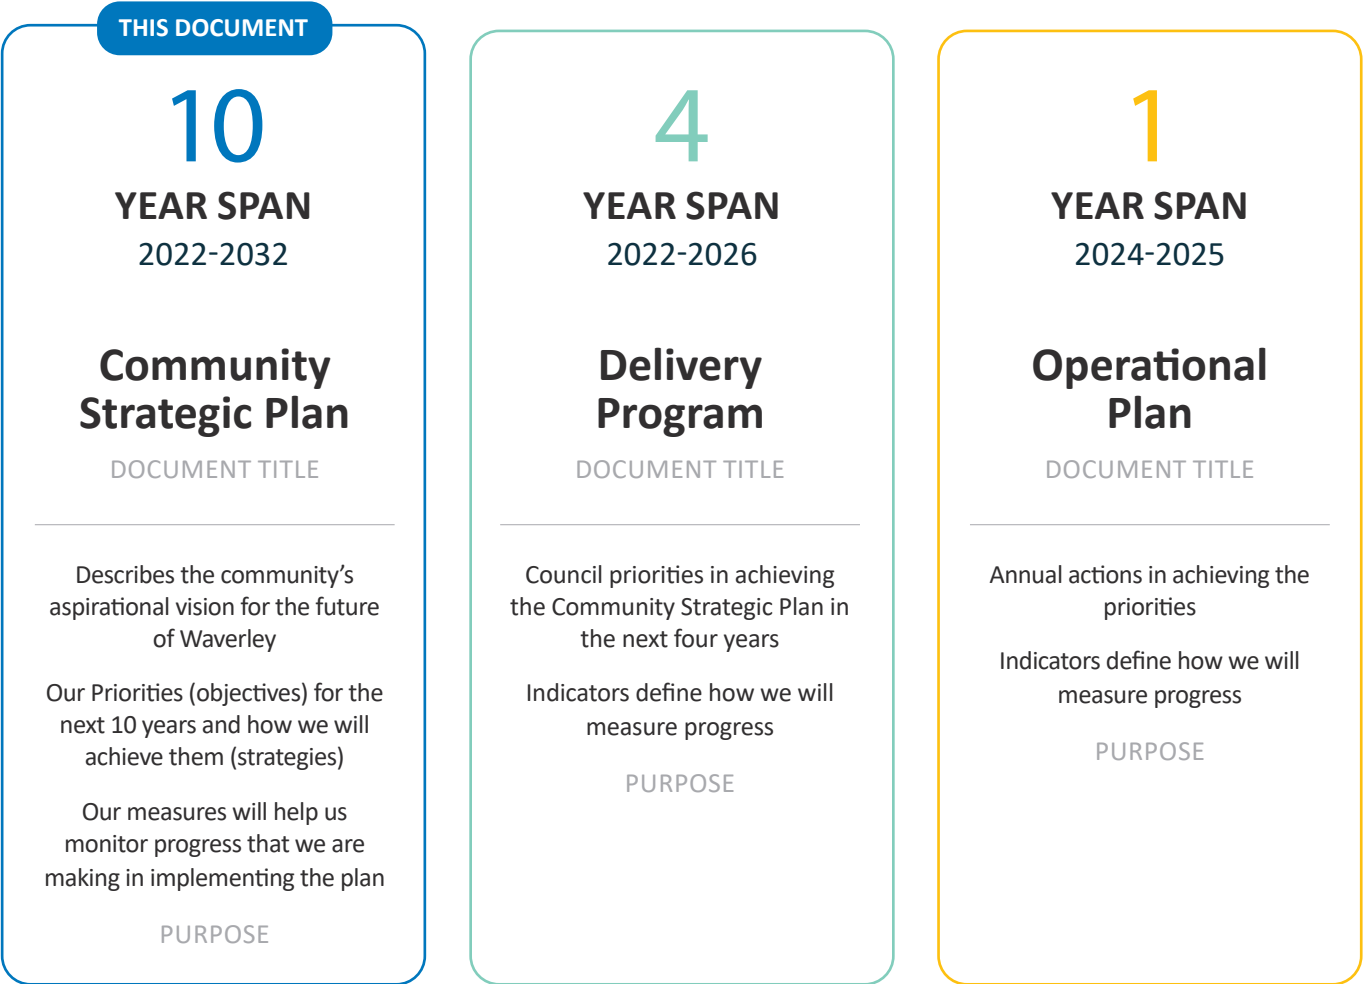 THIS DOCUMENT
10
YEAR SPAN
2022-2032
Community
Strategic Plan
DOCUMENT TITLE
Describes the community’s
aspirational vision for the future
of Waverley
Our Priorities (objectives) for the
next 10 years and how we will
achieve them (strategies)
Our measures will help us
monitor progress that we are
making in implementing the plan
PURPOSE
4
YEAR SPAN
2022-2026
Delivery
Program
DOCUMENT TITLE
Council priorities in achieving
the Community Strategic Plan in
the next four years
Indicators define how we will
measure progress
PURPOSE
1
YEAR SPAN
2024-2025
Operational
Plan
DOCUMENT TITLE
Annual actions in achieving the
priorities
Indicators define how we will
measure progress
PURPOSE